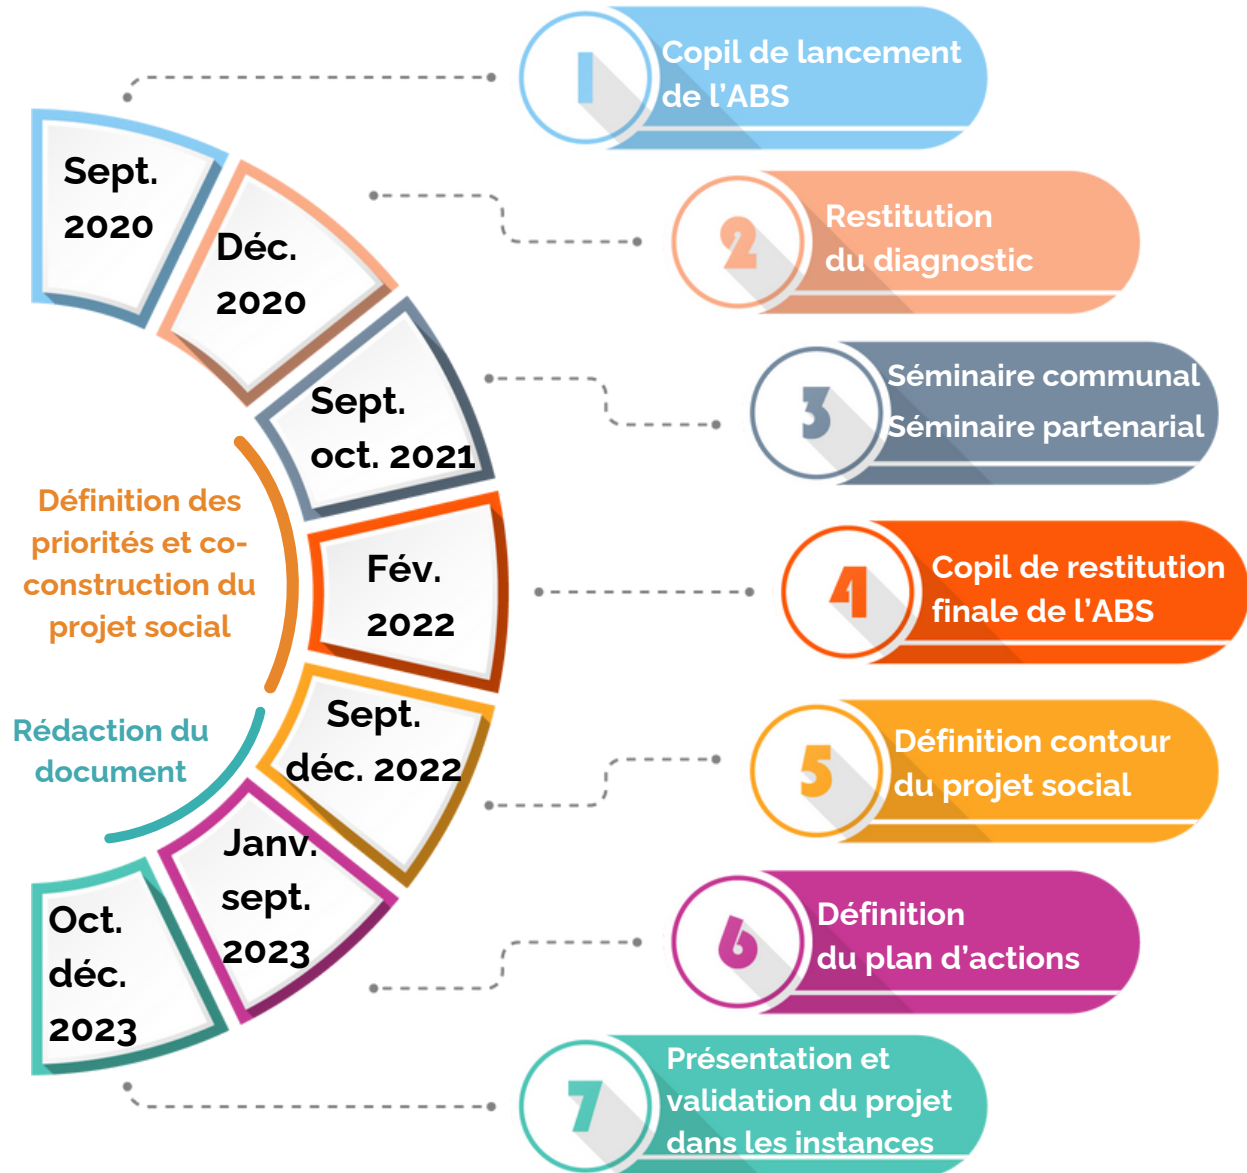 Sept.
2020
1
Copil de lancement
de l'ABS
Déc.
2020
2
Restitution
du diagnostic
Sept.
oct. 2021
3
Séminaire communal
Séminaire partenarial
Définition des
priorités et co-
construction du
projet social
Fév.
2022
4
Copil de restitution
finale de l'ABS
Rédaction du
document
Sept.
déc. 2022
5
Définition contour
du projet social
Janv.
sept.
2023
6
Définition
du plan d'actions
Oct.
déc.
2023
7
Présentation et
validation du projet
dans les instances